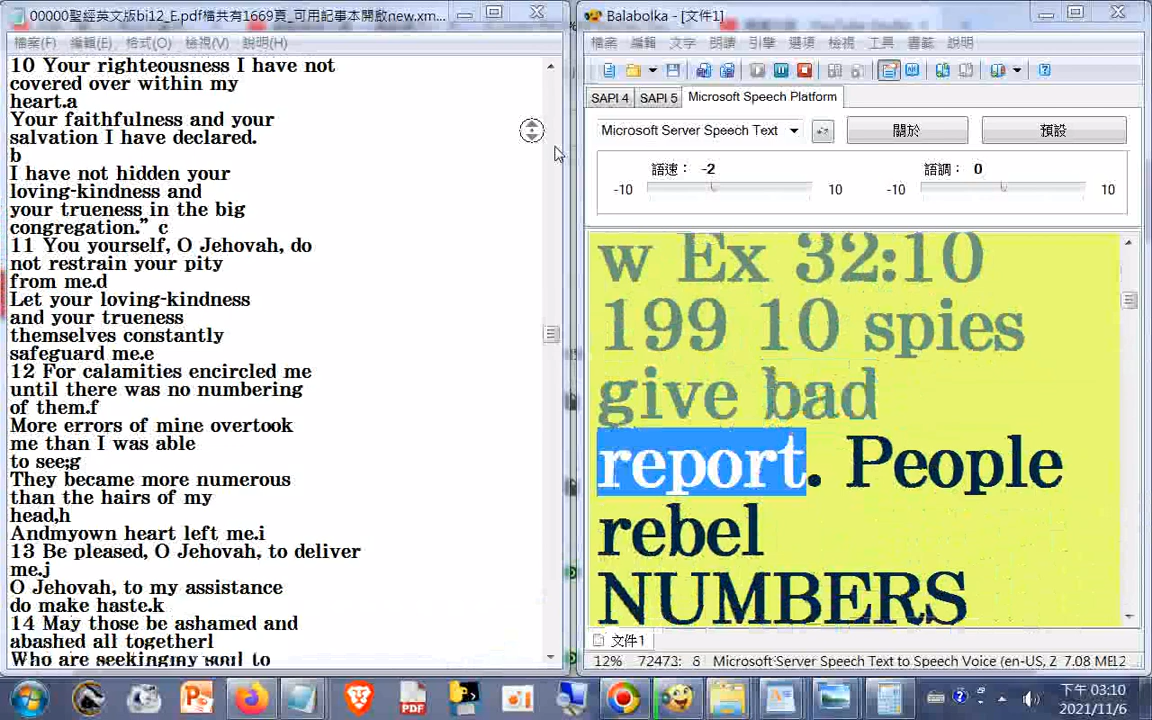 00000聖經英文版bi12_E.pdf檔共有1669頁_可用記事本開啟new.xm...
檔案(F) 編輯(E) 格式(O) 檢視(V) 說明(H)
10 Your righteousness I have not
covered over within my
heart.a
Your faithfulness and your
salvation I have declared.
b
I have not hidden your
loving-kindness and
your trueness in the big
congregation.” c
11 You yourself, O Jehovah, do
not restrain your pity
from me.d
Let your loving-kindness
and your trueness
themselves constantly
safeguard me.e
12 For calamities encircled me
until there was no numbering
of them.f
More errors of mine overtook
me than I was able
to see;g
They became more numerous
than the hairs of my
head,h
Andmyown heart left me.i
13 Be pleased, O Jehovah, to deliver
me.j
O Jehovah, to my assistance
do make haste.k
14 May those be ashamed and
abashed all togetherl
Who are seekingmy soul to
Balabolka - [文件1]
檔案 編輯 文字 朗讀 引擎 選項 檢視 工具 書籤 說明
SAPI 4 SAPI 5 Microsoft Speech Platform
Microsoft Server Speech Text 關於 預設
語速： -2 語調： 0
-10 10 -10 10
w Ex 32:10
199 10 spies
give bad
report. People
rebel
NUMBERS
文件1
12% 72473: 8 Microsoft Server Speech Text to Speech Voice (en-US, Z 7.08 ME12
下午 03:10
2021/11/6